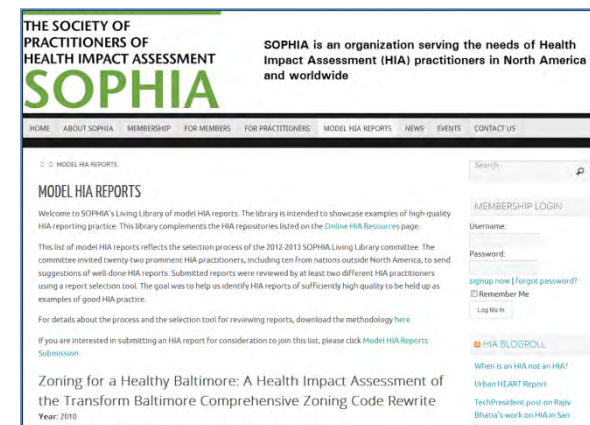 THE SOCIETY OF
PRACTITIONERS OF
HEALTH IMPACT ASSESSMENT
SOPHIA
SOPHIA is an organization serving the needs of Health
Impact Assessment (HIA) practitioners in North America
and worldwide
HOME ABOUT SOPHIA MEMBERSHIP FOR MEMBERS FOR PRACTITIONERS MODEL HIA REPORTS NEWS EVENTS CONTACT US
MODEL HIA REPORTS
MODEL HIA REPORTS
Welcome to SOPHIA's Living Library of model HIA reports. The library is intended to showcase examples of high-quality
HIA reporting practice. This library complements the HIA repositories listed on the Online HIA Resources page.
This list of model HIA reports reflects the selection process of the 2012-2013 SOPHIA Living Library committee. The
committee invited twenty-two prominent HIA practitioners, including ten from nations outside North America, to send
suggestions of well-done HIA reports. Submitted reports were reviewed by at least two different HIA practitioners
using a report selection tool. The goal was to help us identify HIA reports of sufficiently high quality to be held up as
examples of good HIA practice.
For details about the process and the selection tool for reviewing reports, download the methodology here.
If you are interested in submitting an HIA report for consideration to join this list, please click Model HIA Reports
Submission.
Zoning for a Healthy Baltimore: A Health Impact Assessment of
the Transform Baltimore Comprehensive Zoning Code Rewrite
Year: 2010
Search
MEMBERSHIP LOGIN
Username:
Password:
signup now | forgot password?
Remember Me
Log Me In
HIA BLOGROLL
When is an HIA not an HIA?
Urban HEART Report
TechPresident post on Rajiv
Bhatia's work on HIA in San